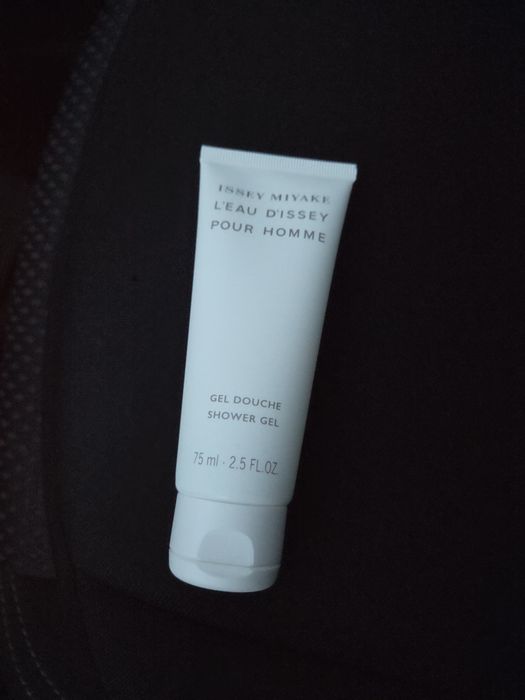 ISSEY MIYAKE
L'EAU D'ISSEY
POUR HOMME
GEL DOUCHE
SHOWER GEL
75 ml - 2.5 FL.OZ.